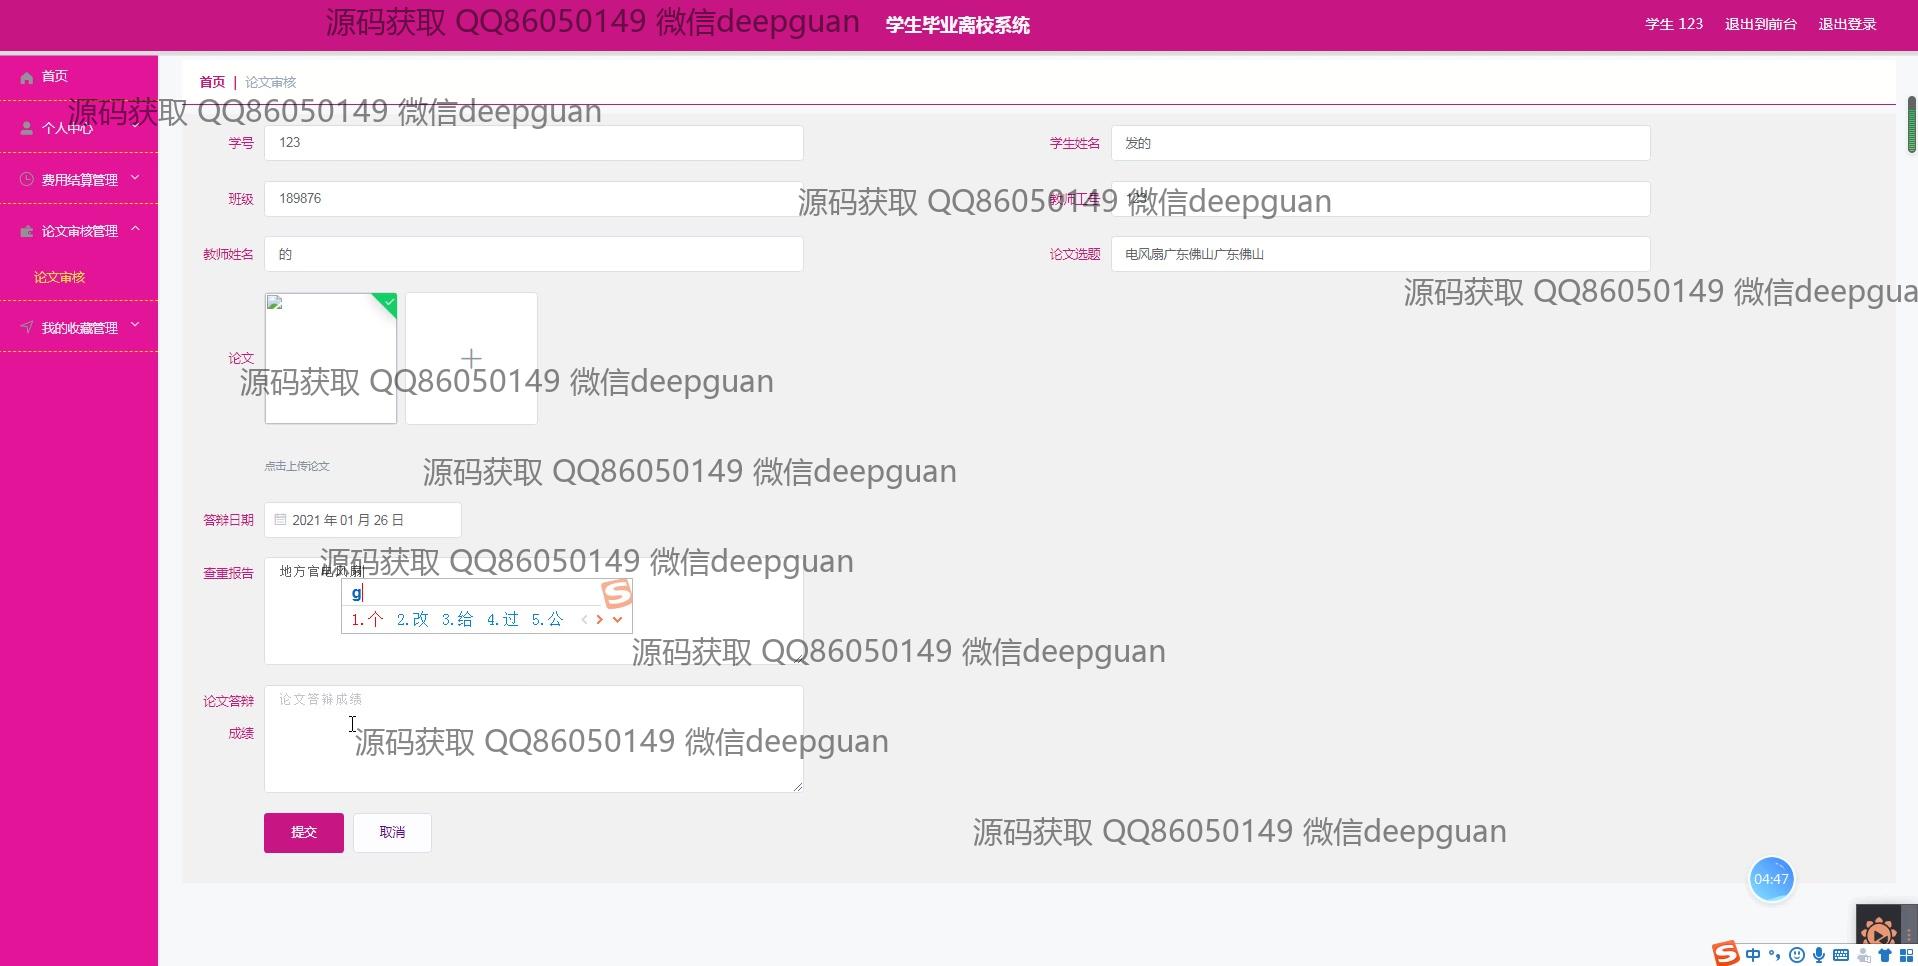 源码获取 QQ86050149 微信deepguan
学生毕业离校系统
学生 123 退出到前台 退出登录
首页
首页 | 论文审核
源码获取 QQ86050149 微信deepguan
个人中心
学号 123
学生姓名 发的
费用结算管理
班级 189876
源码获取 QQ86050149 微信deepguan
教师工号 123
论文审核管理
教师姓名 的
论文选题 电风扇广东佛山广东佛山
论文审核
源码获取 QQ86050149 微信deepgua
我的收藏管理
论文
源码获取 QQ86050149 微信deepguan
点击上传论文
源码获取 QQ86050149 微信deepguan
答辩日期 2021 年 01 月 26 日
源码获取 QQ86050149 微信deepguan
查重报告 地方官电风扇
g
1.个 2.改 3.给 4.过 5.公
源码获取 QQ86050149 微信deepguan
论文答辩
成绩
论文答辩成绩
源码获取 QQ86050149 微信deepguan
提交 取消
源码获取 QQ86050149 微信deepguan
04:47
中